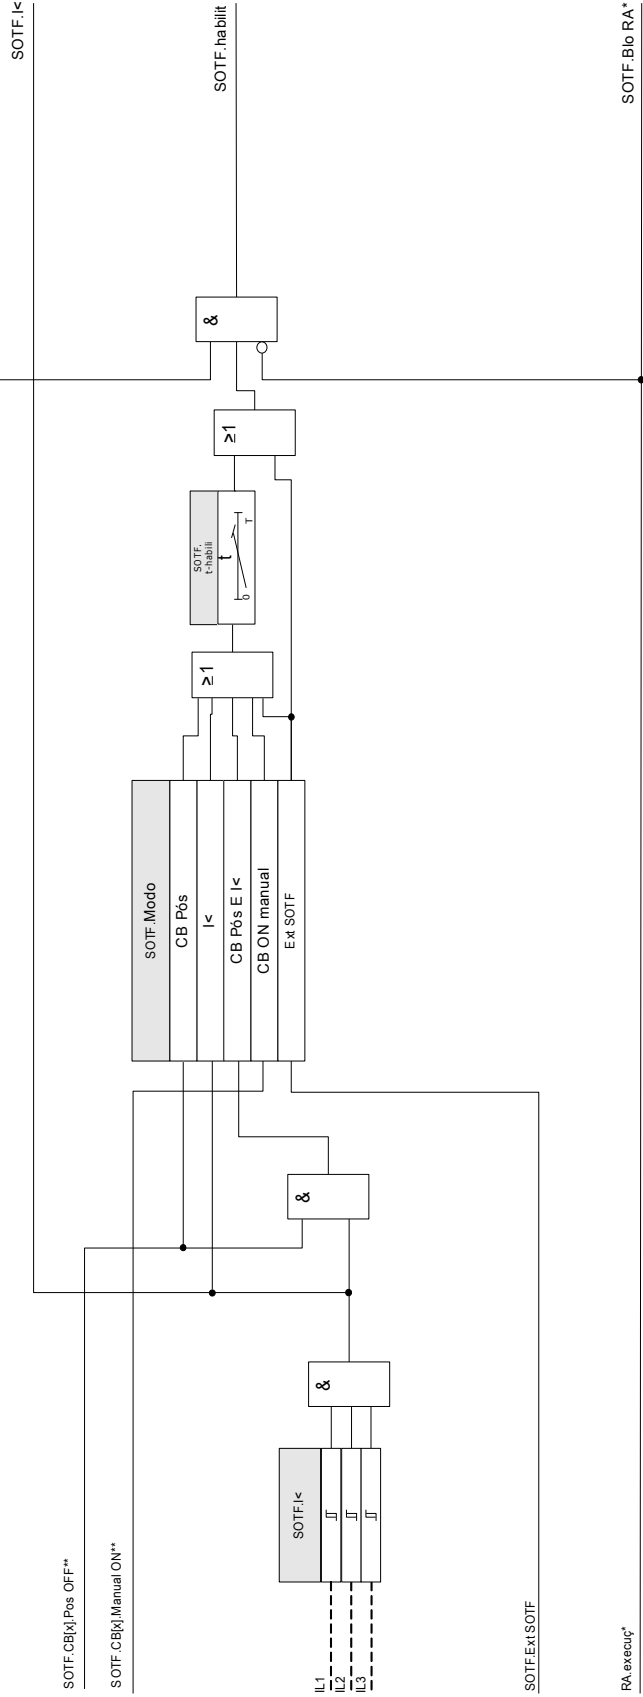 SOTF.I<
SOTF.habilit
SOTF.Blo RA*
&
≥1
SOTF.
t-habili
t
0
T
≥1
SOTF.Modo
CB Pós
I<
CB Pós E I<
CB ON manual
Ext SOTF
&
&
SOTF.I<
SOTF.CB[x].Pos OFF**
SOTF.CB[x].Manual ON**
IL1
IL2
IL3
SOTF.Ext SOTF
RA.execuç*